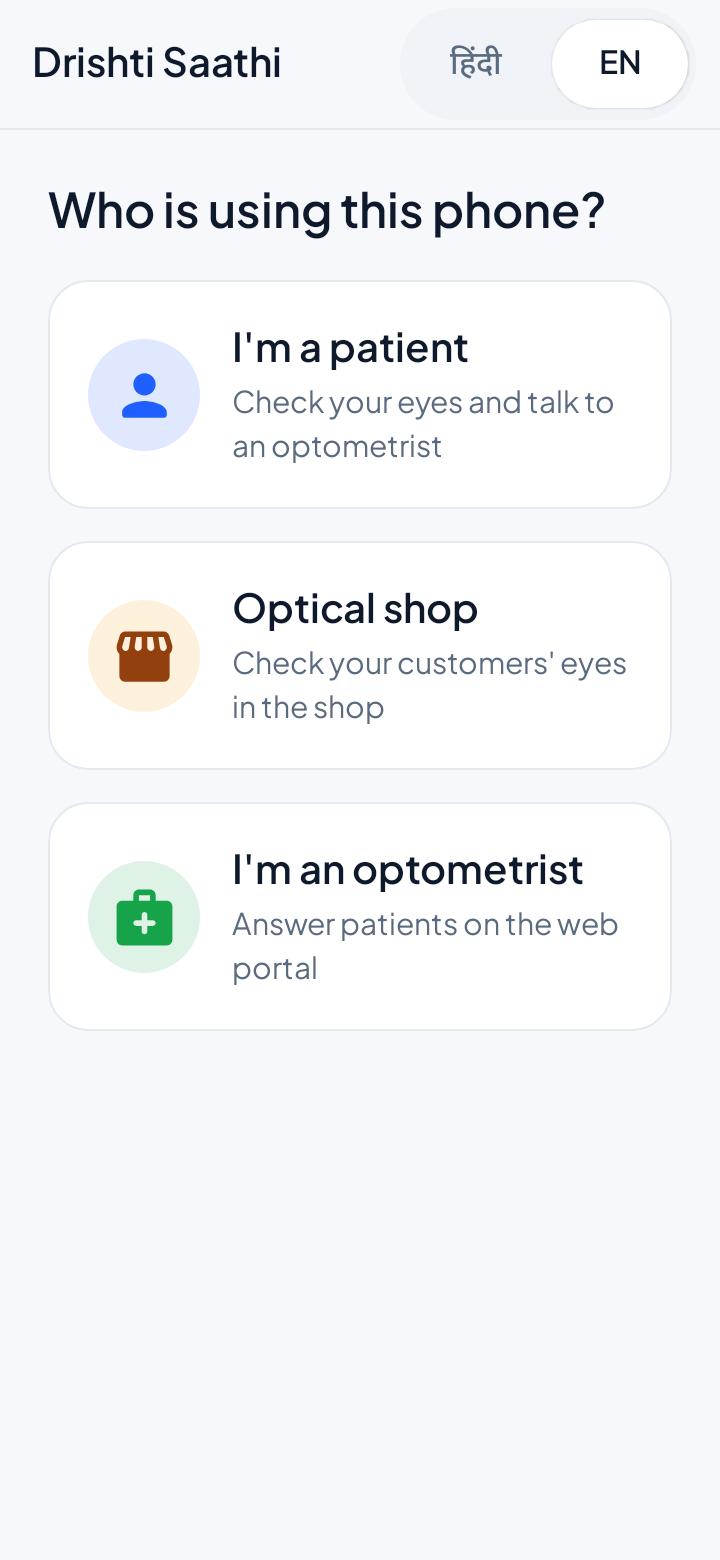 Drishti Saathi
हिंदी
EN
Who is using this phone?
I'm a patient
Check your eyes and talk to
an optometrist
Optical shop
Check your customers' eyes
in the shop
I'm an optometrist
Answer patients on the web
portal